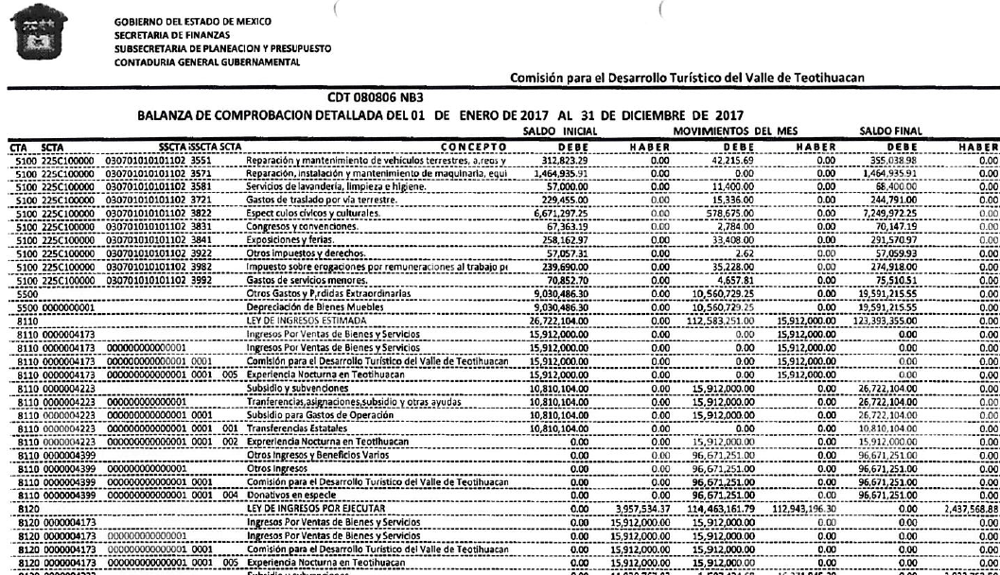 GOBIERNO DEL ESTADO DE MEXICO
SECRETARIA DE FINANZAS
SUBSECRETARIA DE PLANEACION Y PRESUPUESTO
CONTADURIA GENERAL GUBERNAMENTAL
Comisión para el Desarrollo Turístico del Valle de Teotihuacan
CDT 080806 NB3
BALANZA DE COMPROBACION DETALLADA DEL 01 DE ENERO DE 2017 AL 31 DE DICIEMBRE DE 2017
SALDO INICIAL MOVIMIENTOS DEL MES SALDO FINAL
CTA SCTA SSCTA SSCTA SCTA CONCEPTO DEBE HABER DEBE HABER DEBE HABER
5100 225C100000 030701010101102 3551 Reparación y mantenimiento de vehículos terrestres, a,reos y 312,823.29 0.00 42,215.69 0.00 355,038.98 0.00
5100 225C100000 030701010101102 3571 Reparación, instalación y mantenimiento de maquinaria, equi 1,464,935.91 0.00 0.00 0.00 1,464,935.91 0.00
5100 225C100000 030701010101102 3581 Servicios de lavandería, limpieza e higiene. 57,000.00 0.00 11,400.00 0.00 68,400.00 0.00
5100 225C100000 030701010101102 3721 Gastos de traslado por vía terrestre. 229,455.00 0.00 15,336.00 0.00 244,791.00 0.00
5100 225C100000 030701010101102 3822 Espect culos cívicos y culturales. 6,671,297.25 0.00 578,675.00 0.00 7,249,972.25 0.00
5100 225C100000 030701010101102 3831 Congresos y convenciones. 67,363.19 0.00 2,784.00 0.00 70,147.19 0.00
5100 225C100000 030701010101102 3841 Exposiciones y ferias. 258,162.97 0.00 33,408.00 0.00 291,570.97 0.00
5100 225C100000 030701010101102 3922 Otros impuestos y derechos. 57,057.31 0.00 2.62 0.00 57,059.93 0.00
5100 225C100000 030701010101102 3982 Impuesto sobre erogaciones por remuneraciones al trabajo pe 239,690.00 0.00 35,228.00 0.00 274,918.00 0.00
5100 225C100000 030701010101102 3992 Gastos de servicios menores. 70,852.70 0.00 4,657.81 0.00 75,510.51 0.00
5500 Otros Gastos y P,rdidas Extraordinarias 9,030,486.30 0.00 10,560,729.25 0.00 19,591,215.55 0.00
5500 0000000001 Depreciación de Bienes Muebles 9,030,486.30 0.00 10,560,729.25 0.00 19,591,215.55 0.00
8110 LEY DE INGRESOS ESTIMADA 26,722,104.00 0.00 112,583,251.00 15,912,000.00 123,393,355.00 0.00
8110 0000004173 Ingresos Por Ventas de Bienes y Servicios 15,912,000.00 0.00 0.00 15,912,000.00 0.00 0.00
8110 0000004173 000000000000001 Ingresos Por Ventas de Bienes y Servicios 15,912,000.00 0.00 0.00 15,912,000.00 0.00 0.00
8110 0000004173 000000000000001 0001 Comisión para el Desarrollo Turístico del Valle de Teotihuacan 15,912,000.00 0.00 0.00 15,912,000.00 0.00 0.00
8110 0000004173 000000000000001 0001 005 Experiencia Nocturna en Teotihuacan 15,912,000.00 0.00 0.00 15,912,000.00 0.00 0.00
8110 0000004223 Subsidio y subvenciones 10,810,104.00 0.00 15,912,000.00 0.00 26,722,104.00 0.00
8110 0000004223 000000000000001 Tranferencias,asignaciones,subsidio y otras ayudas 10,810,104.00 0.00 15,912,000.00 0.00 26,722,104.00 0.00
8110 0000004223 000000000000001 0001 Subsidio para Gastos de Operación 10,810,104.00 0.00 15,912,000.00 0.00 26,722,104.00 0.00
8110 0000004223 000000000000001 0001 001 Transferencias Estatales 10,810,104.00 0.00 0.00 0.00 10,810,104.00 0.00
8110 0000004223 000000000000001 0001 002 Exprerienciа Nocturna en Teotihuacan 0.00 0.00 15,912,000.00 0.00 15,912,000.00 0.00
8110 0000004399 Otros Ingresos y Beneficios Varios 0.00 0.00 96,671,251.00 0.00 96,671,251.00 0.00
8110 0000004399 000000000000001 Otros Ingresos 0.00 0.00 96,671,251.00 0.00 96,671,251.00 0.00
8110 0000004399 000000000000001 0001 Comisión para el Desarrollo Turístico del Valle de Teotihuacan 0.00 0.00 96,671,251.00 0.00 96,671,251.00 0.00
8110 0000004399 000000000000001 0001 004 Donativos en especie 0.00 0.00 96,671,251.00 0.00 96,671,251.00 0.00
8120 LEY DE INGRESOS POR EJECUTAR 0.00 3,957,534.37 114,463,161.79 112,943,196.30 0.00 2,437,568.88
8120 0000004173 Ingresos Por Ventas de Bienes y Servicios 0.00 15,912,000.00 15,912,000.00 0.00 0.00 0.00
8120 0000004173 000000000000001 Ingresos Por Ventas de Bienes y Servicios 0.00 15,912,000.00 15,912,000.00 0.00 0.00 0.00
8120 0000004173 000000000000001 0001 Comisión para el Desarrollo Turístico del Valle de Teotihuacan 0.00 15,912,000.00 15,912,000.00 0.00 0.00 0.00
8120 0000004173 000000000000001 0001 005 Experiencia Nocturna en Teotihuacan 0.00 15,912,000.00 15,912,000.00 0.00 0.00 0.00